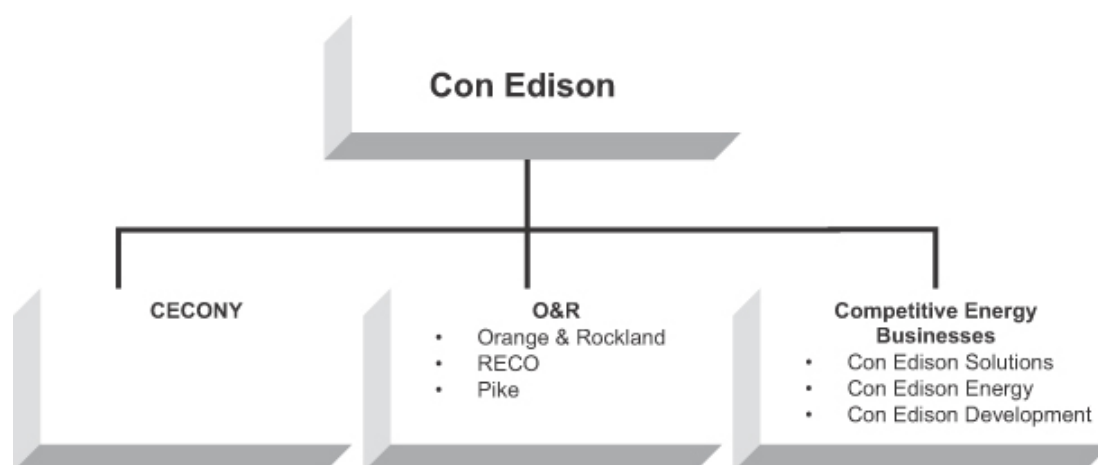 Con Edison
CECONY
O&R
• Orange & Rockland
• RECO
• Pike
Competitive Energy
Businesses
• Con Edison Solutions
• Con Edison Energy
• Con Edison Development